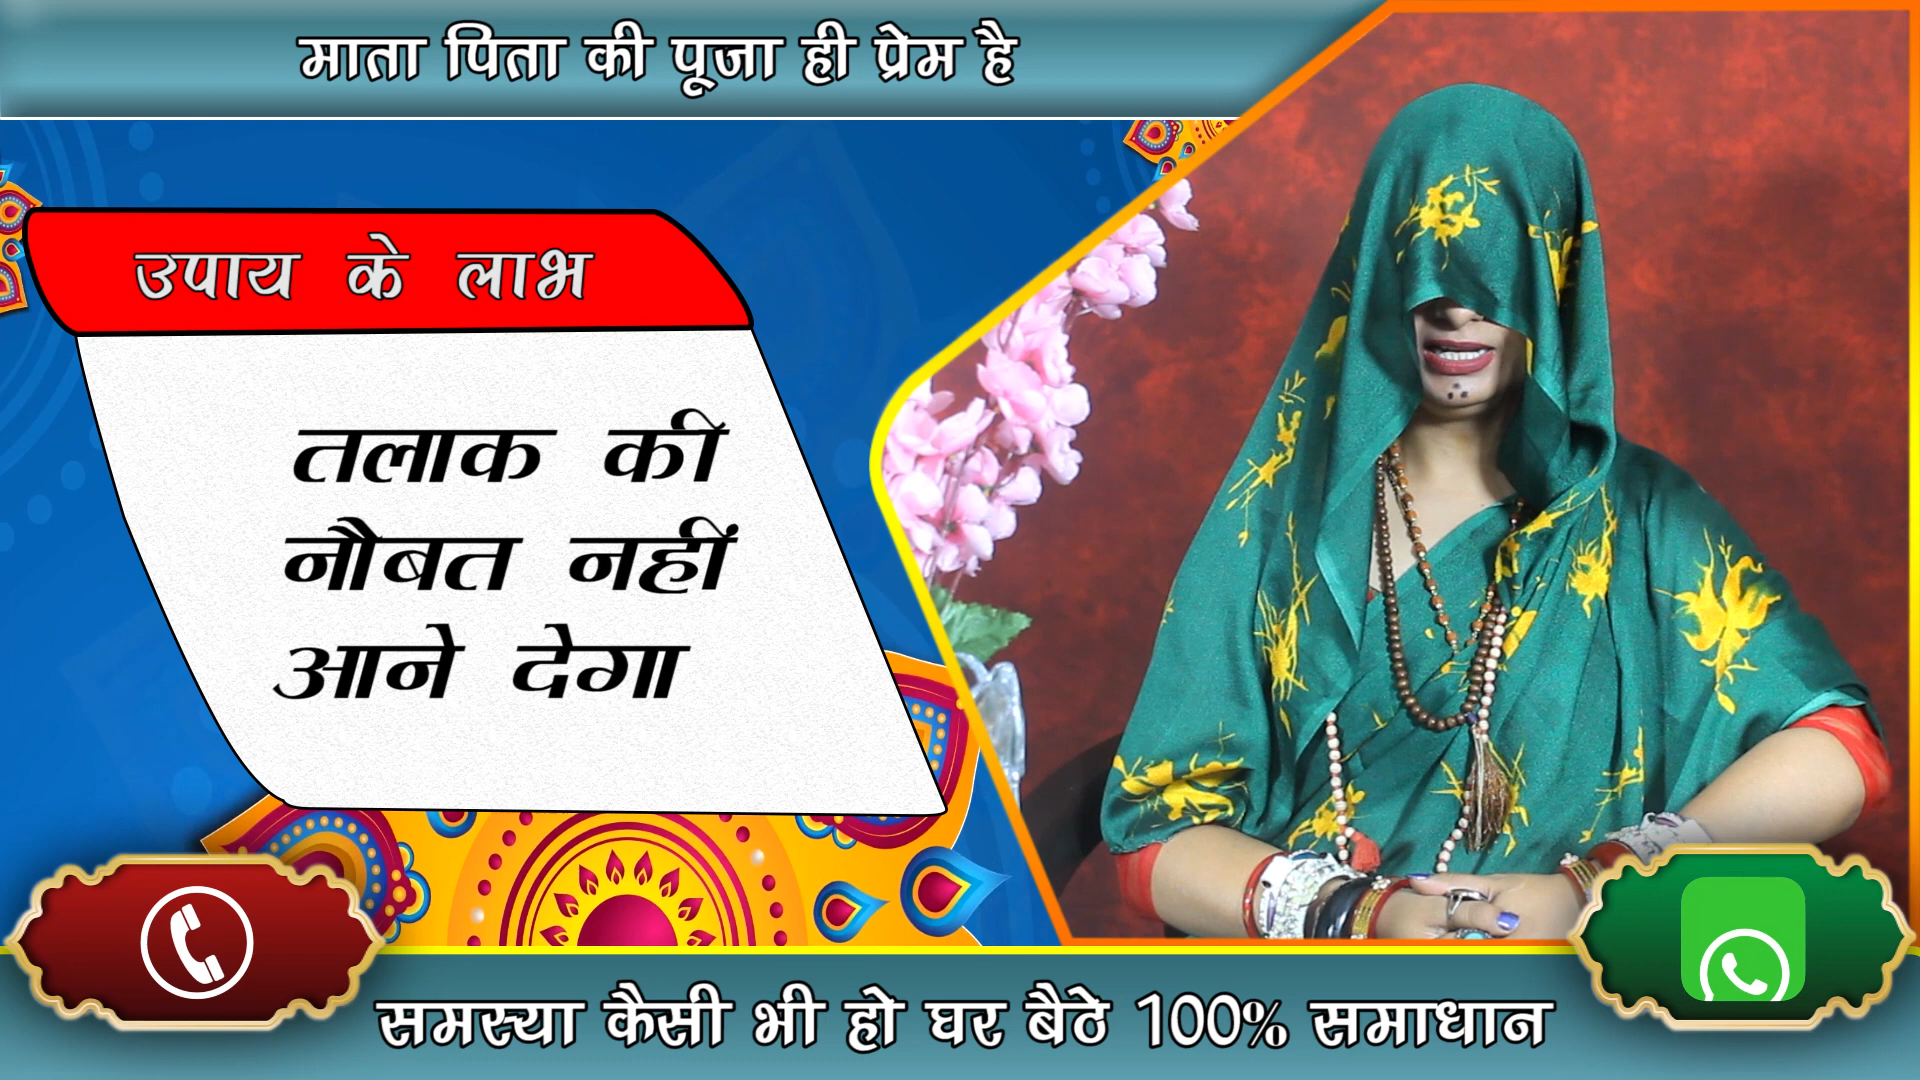 माता पिता की पूजा ही प्रेम है
उपाय के लाभ
तलाक की
नौबत नहीं
आने देगा
समस्या कैसी भी हो घर बैठे 100% समाधान